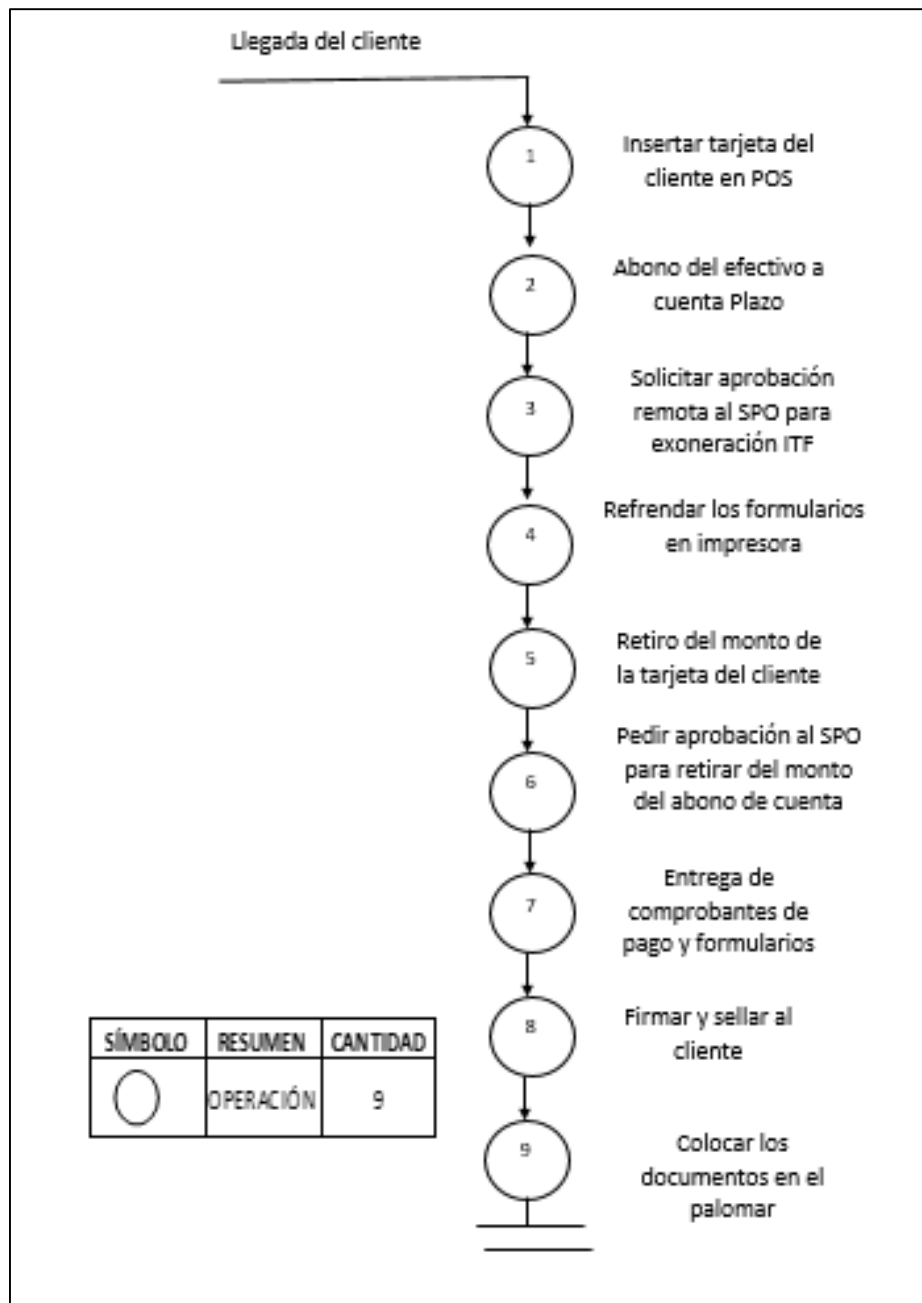 Llegada del cliente
1
Insertar tarjeta del
cliente en POS
2
Abono del efectivo a
cuenta Plazo
3
Solicitar aprobación
remota al SPO para
exoneración ITF
4
Refrendar los formularios
en impresora
5
Retiro del monto de
la tarjeta del cliente
6
Pedir aprobación al SPO
para retirar del monto
del abono de cuenta
7
Entrega de
comprobantes de
pago y formularios
8
Firmar y sellar al
cliente
9
Colocar los
documentos en el
palomar
SÍMBOLO RESUMEN CANTIDAD
OPERACIÓN 9